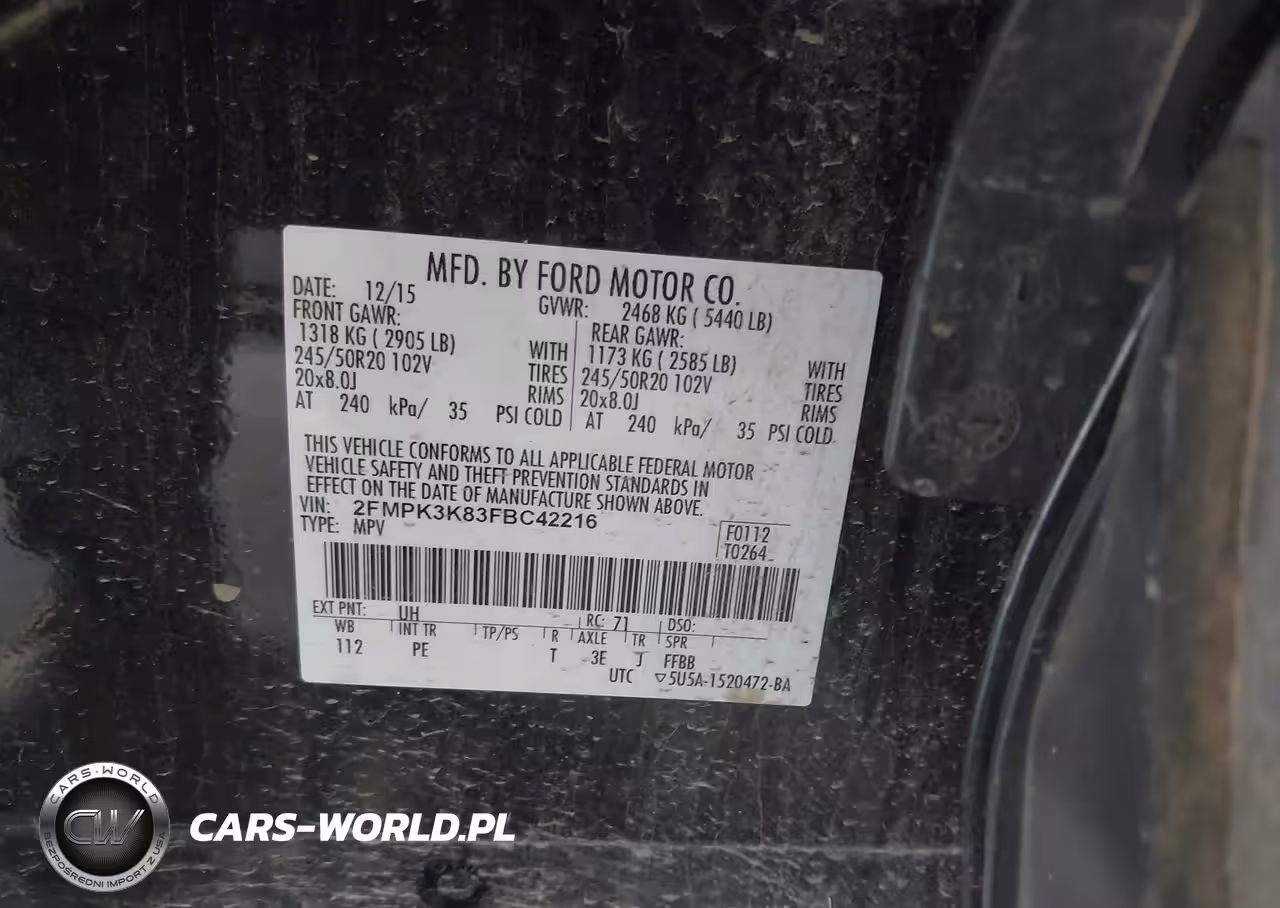 MFD. BY FORD MOTOR CO.
DATE: 12/15
GVWR: 2468 KG ( 5440 LB)
FRONT GAWR:
1318 KG ( 2905 LB) WITH
245/50R20 102V TIRES
20x8.0J RIMS
AT 240 kPa/ 35 PSI COLD
REAR GAWR:
1173 KG ( 2585 LB) WITH
245/50R20 102V TIRES
20x8.0J RIMS
AT 240 kPa/ 35 PSI COLD
THIS VEHICLE CONFORMS TO ALL APPLICABLE FEDERAL MOTOR
VEHICLE SAFETY AND THEFT PREVENTION STANDARDS IN
EFFECT ON THE DATE OF MANUFACTURE SHOWN ABOVE.
VIN: 2FMPK3K83FBC42216
TYPE: MPV
F0112
T0264
EXT PNT: UH RC: 71 DSO:
WB INT TR TP/PS R AXLE TR SPR
112 PE T 3E J FFBB
UTC ▽5U5A-1520472-BA
CARS-WORLD
CW
BEZPOŚREDNI IMPORT Z USA
CARS-WORLD.PL